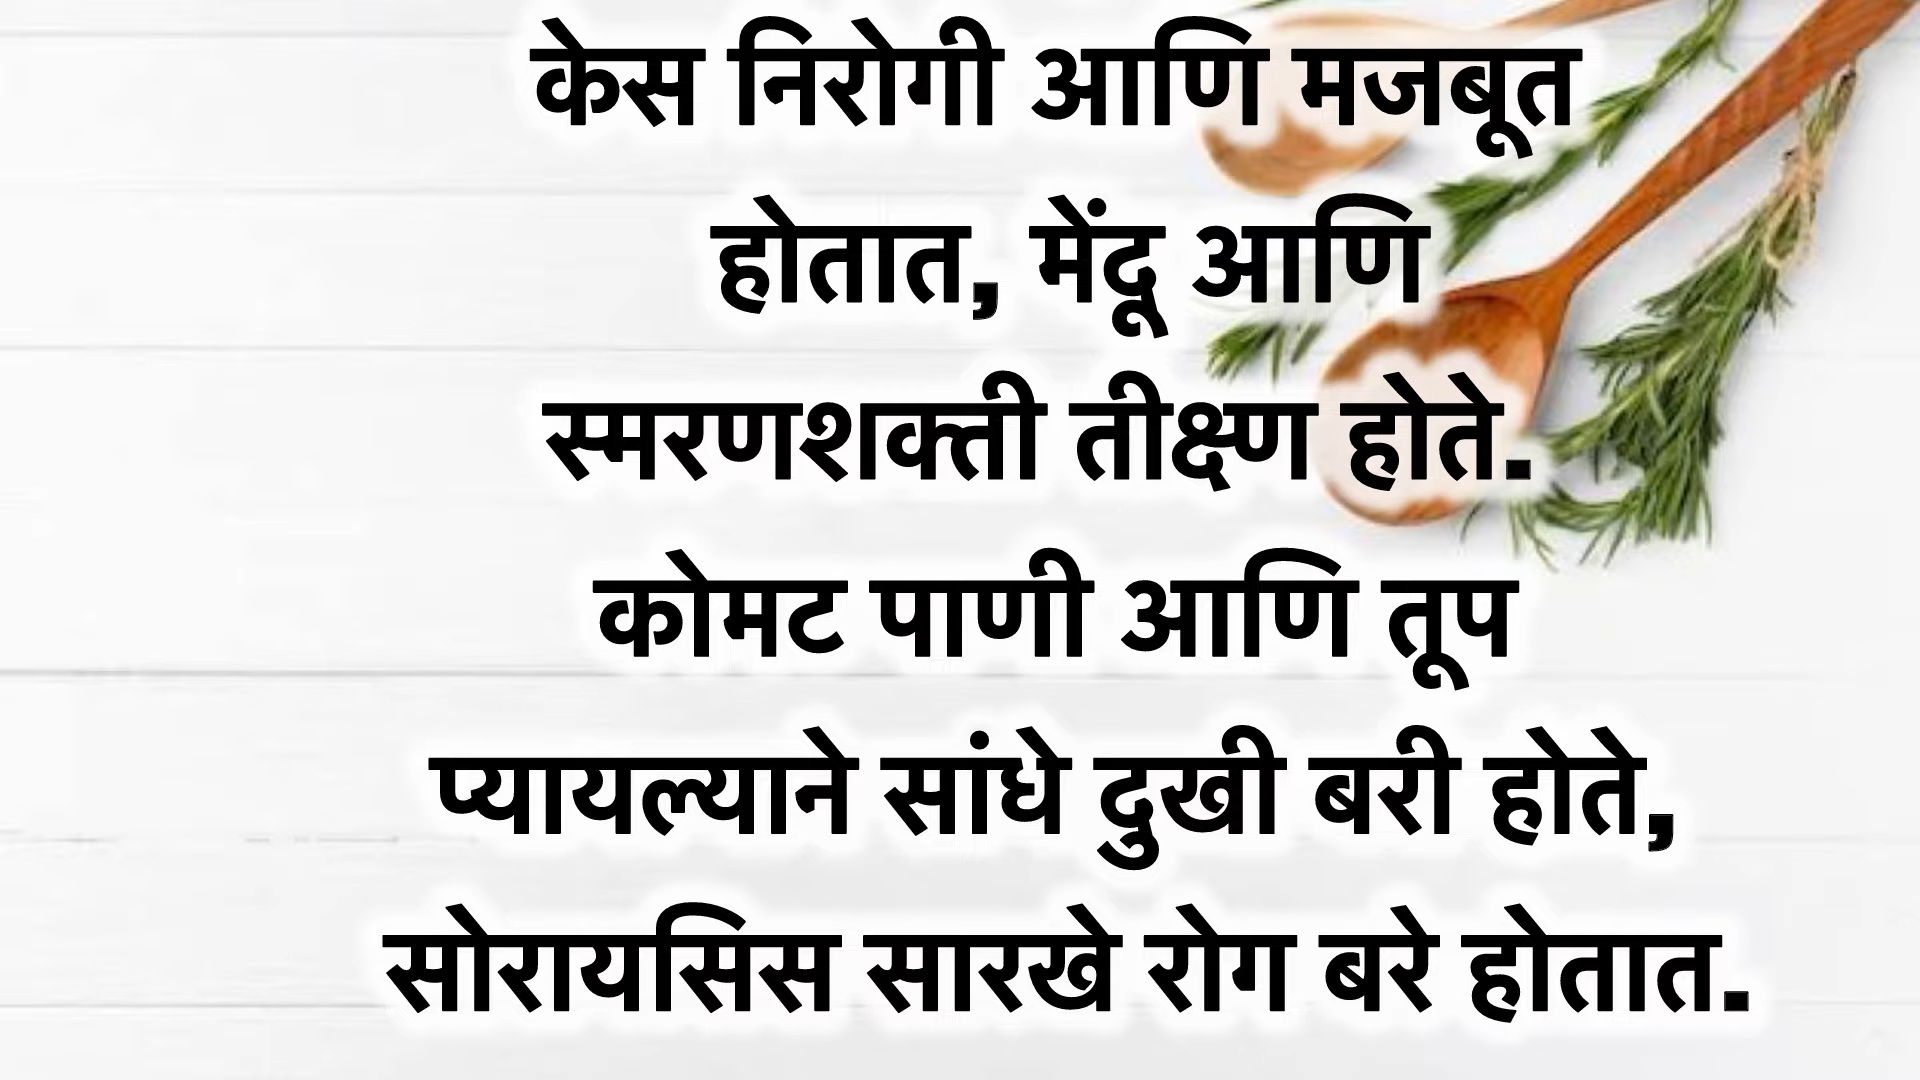 केस निरोगी आणि मजबूत
होतात, मेंदू आणि
स्मरणशक्ती तीक्ष्ण होते.
कोमट पाणी आणि तूप
प्यायल्याने सांधे दुखी बरी होते,
सोरायसिस सारखे रोग बरे होतात.